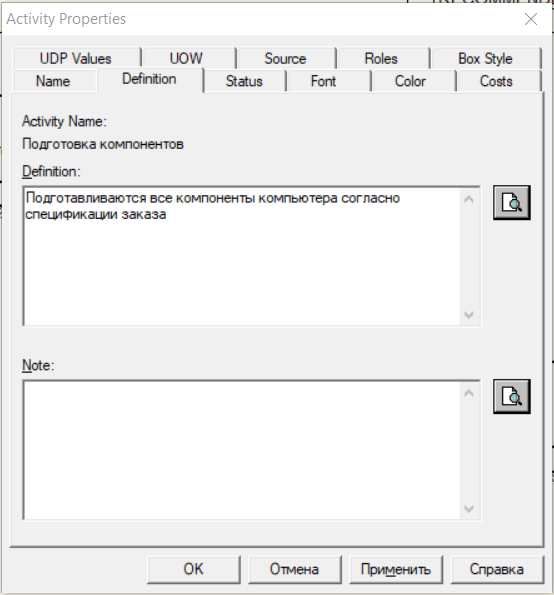 Activity Properties
UDP Values UOW Source Roles Box Style
Name Definition Status Font Color Costs
Activity Name:
Подготовка компонентов
Definition:
Подготавливаются все компоненты компьютера согласно
спецификации заказа
Note:
OK Отмена Применить Справка